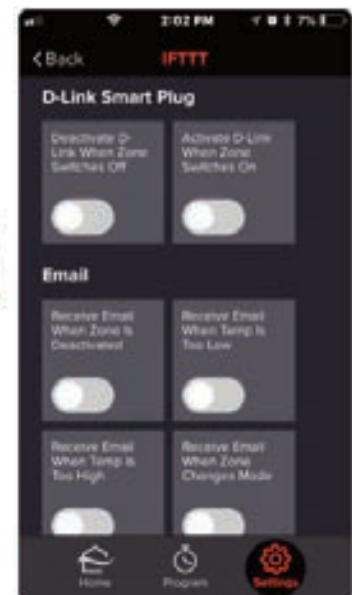 2:02 PM 7%
Back IFTTT
D-Link Smart Plug
Deactivate D-
Link When Zone
Switches Off
Activate D-Link
When Zone
Switches On
Email
Receive Email
When Zone Is
Deactivated
Receive Email
When Temp Is
Too Low
Receive Email
When Temp Is
Too High
Receive Email
When Zone
Changes Mode
Home Program Settings